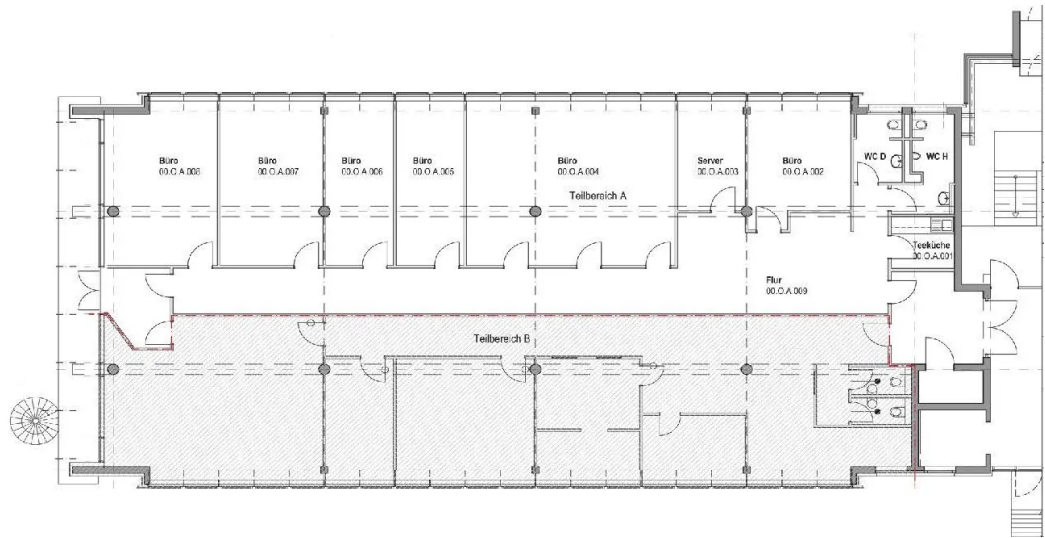 Büro
00.O.A.008
Büro
00.O.A.007
Büro
00.O.A.006
Büro
00.O.A.005
Büro
00.O.A.004
Server
00.O.A.003
Büro
00.O.A.002
WC D
WC H
Teilbereich A
Teeküche
00.O.A.001
Flur
00.O.A.009
Teilbereich B